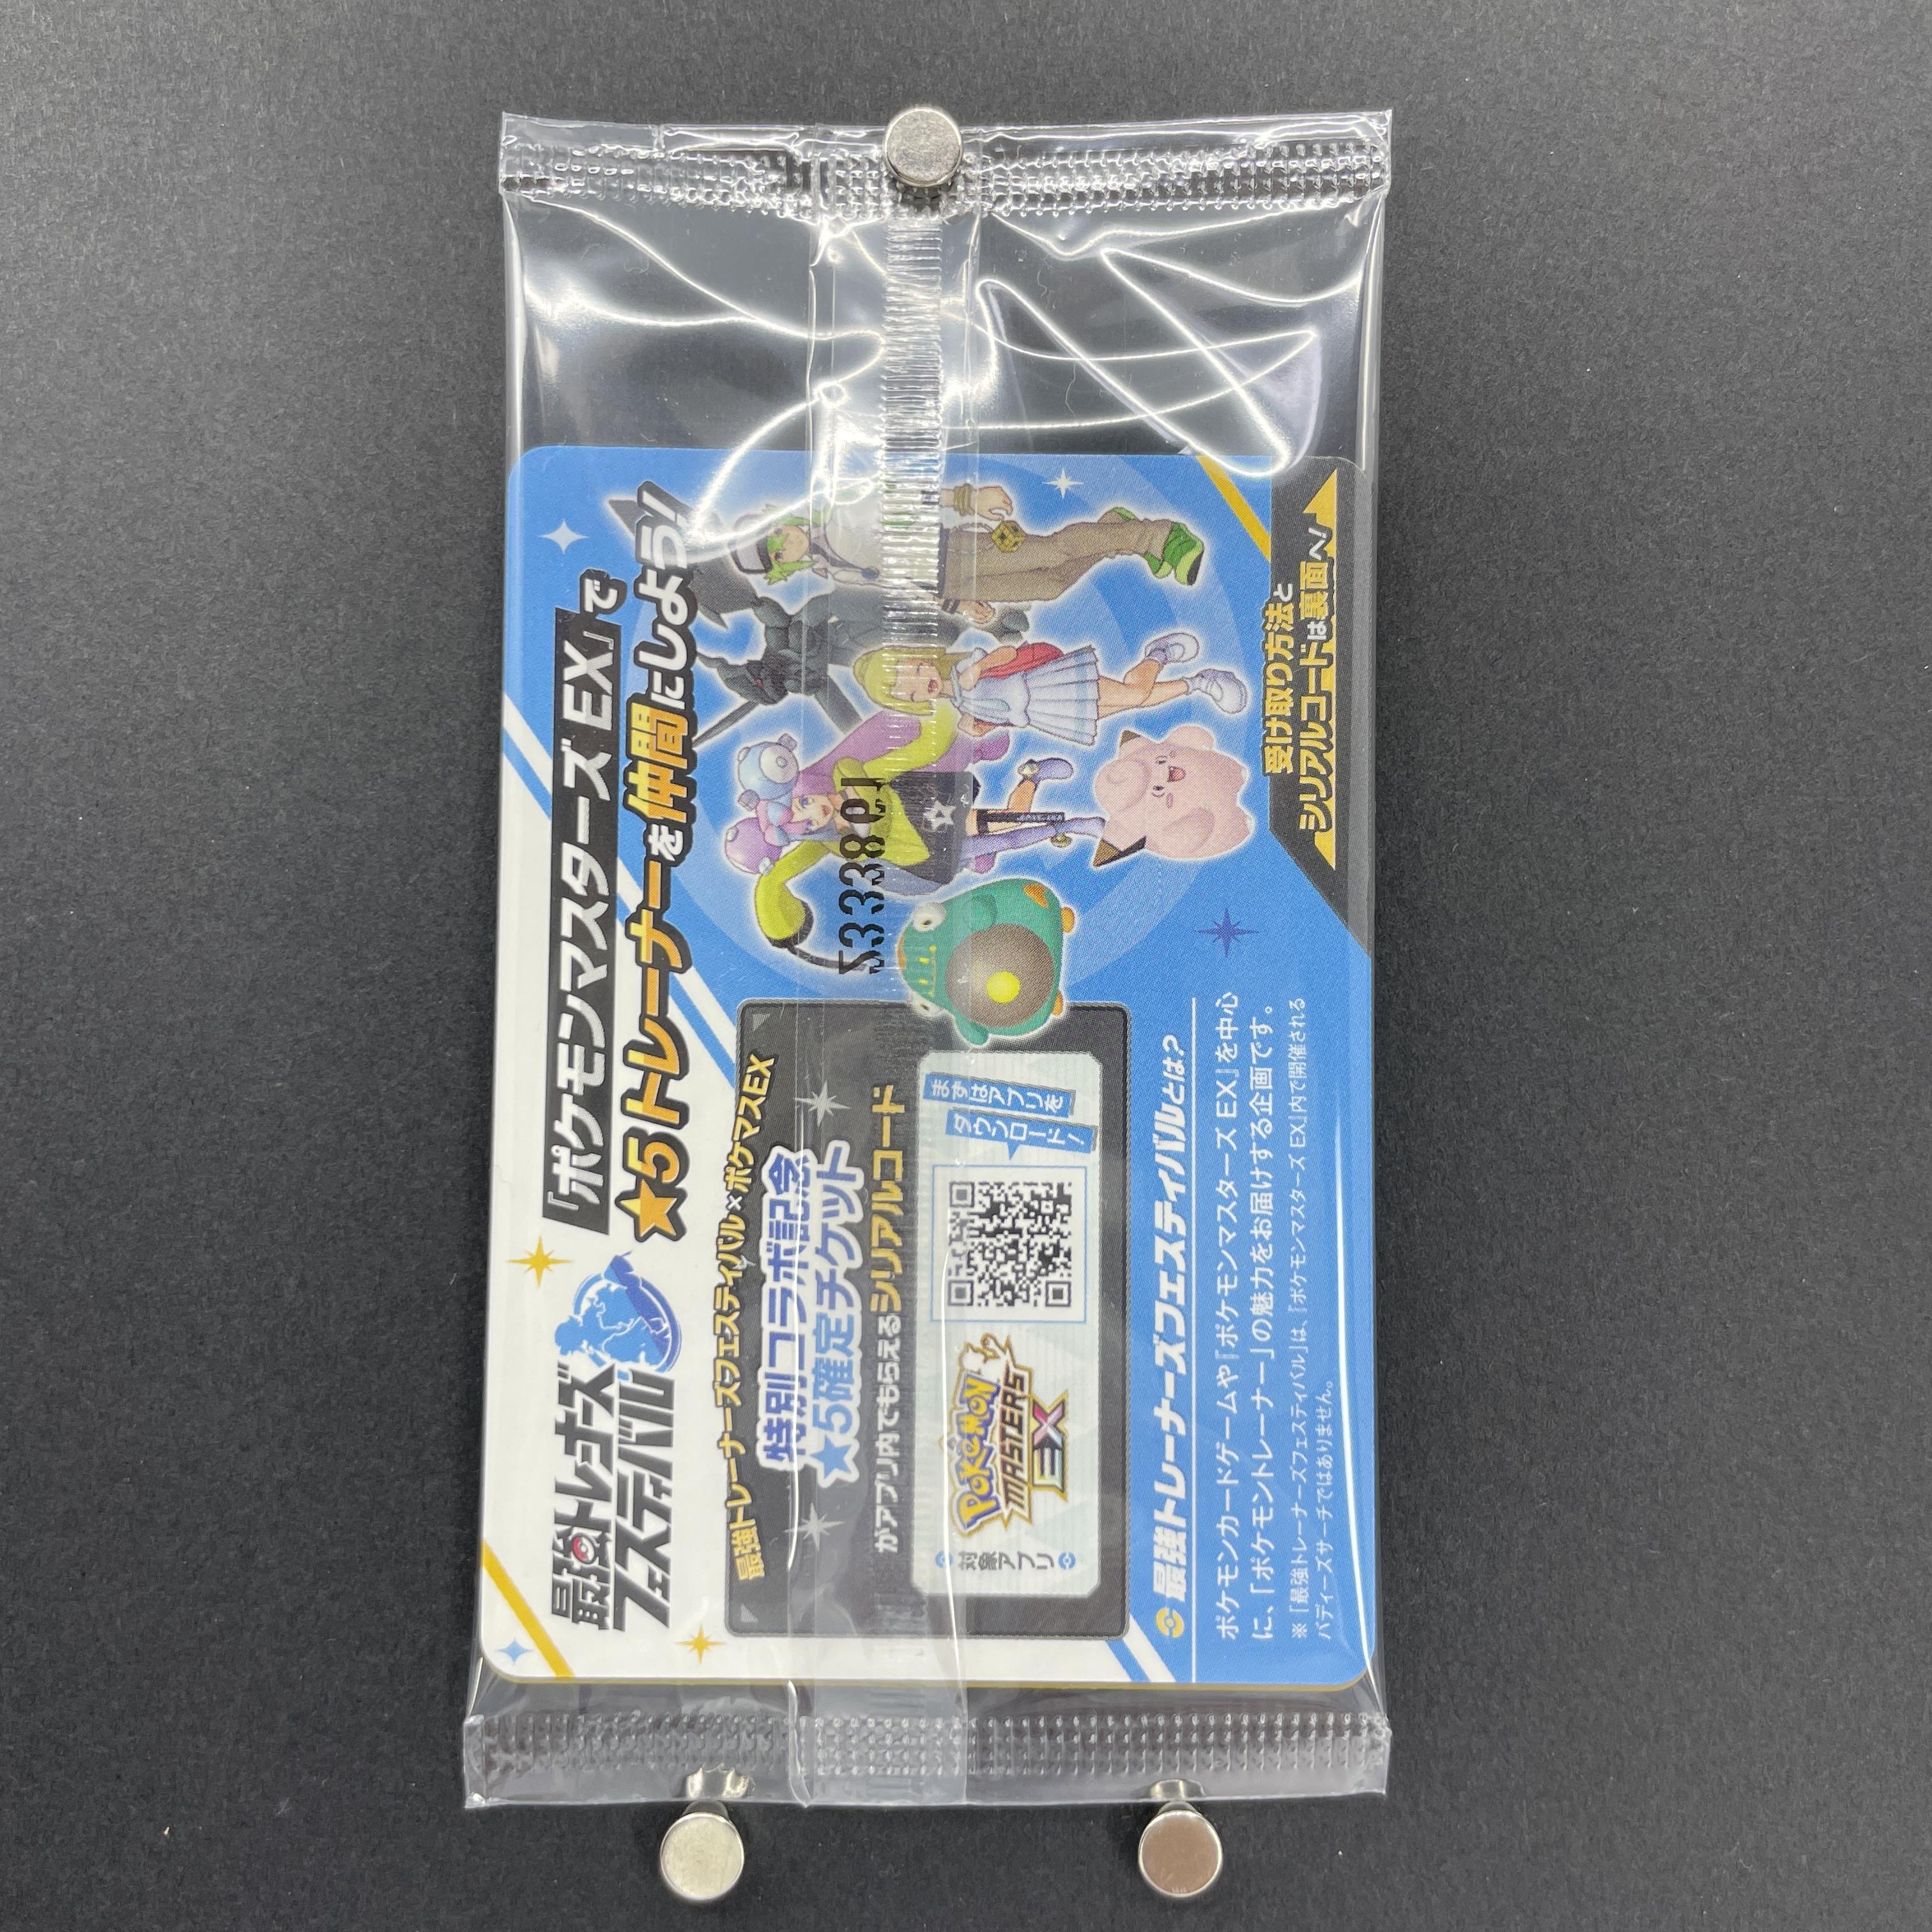 最強トレーナーズ
フェスティバル
『ポケモンマスターズ EX』で
★5トレーナーを仲間にしよう!
最強トレーナーズフェスティバル×ポケマスEX
特別コラボ記念
★5確定チケット
がアプリ内でもらえるシリアルコード
対象アプリ
POKéMON
MASTERS
EX
まずはアプリを
ダウンロード!
最強トレーナーズフェスティバルとは?
ポケモンカードゲームや『ポケモンマスターズ EX』を中心
に、「ポケモントレーナー」の魅力をお届けする企画です。
※「最強トレーナーズフェスティバル」は、『ポケモンマスターズ EX』内で開催される
バディーズサーチではありません。
受け取り方法と
シリアルコードは裏面へ!